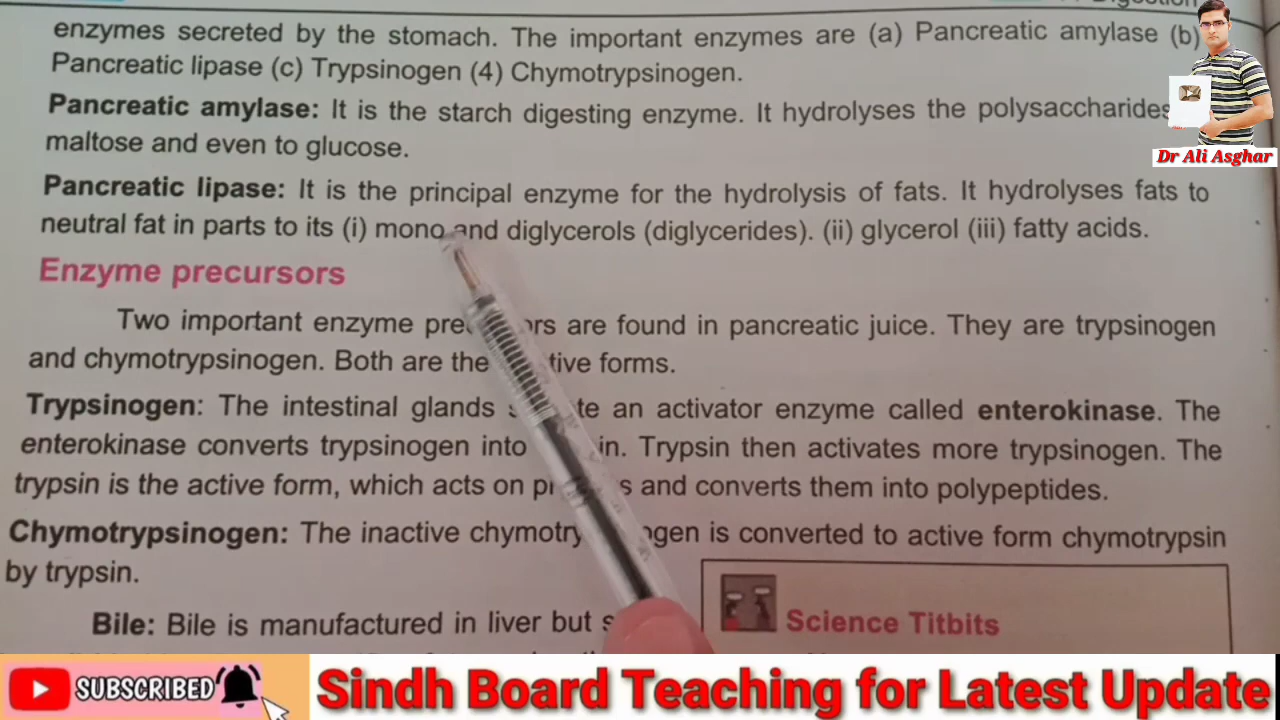 enzymes secreted by the stomach. The important enzymes are (a) Pancreatic amylase (b)
Pancreatic lipase (c) Trypsinogen (4) Chymotrypsinogen.
Pancreatic amylase: It is the starch digesting enzyme. It hydrolyses the polysaccharides
maltose and even to glucose.
Pancreatic lipase: It is the principal enzyme for the hydrolysis of fats. It hydrolyses fats to
neutral fat in parts to its (i) mono and diglycerols (diglycerides). (ii) glycerol (iii) fatty acids.
Enzyme precursors
Two important enzyme are found in pancreatic juice. They are trypsinogen
and chymotrypsinogen. Both are the forms.
Trypsinogen: The intestinal glands an activator enzyme called enterokinase. The
enterokinase converts trypsinogen into Trypsin then activates more trypsinogen. The
trypsin is the active form, which acts on and converts them into polypeptides.
Chymotrypsinogen: The inactive is converted to active form chymotrypsin
by trypsin.
Bile: Bile is manufactured in liver but
Science Titbits
Dr Ali Asghar
SUBSCRIBED
Sindh Board Teaching for Latest Update